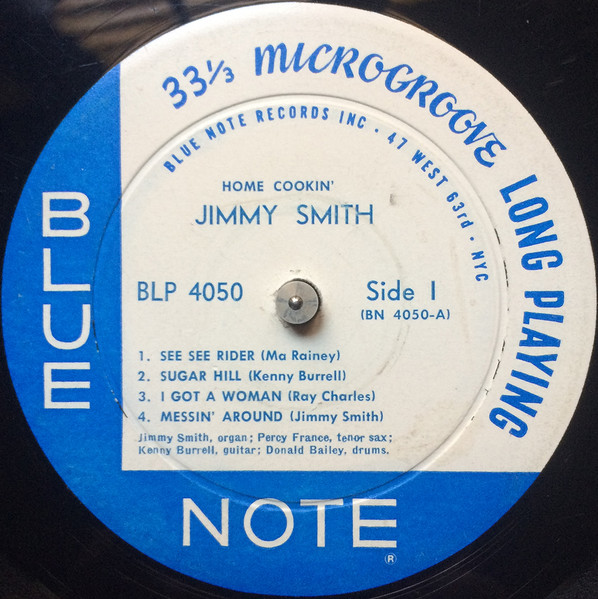 33⅓ MICROGROOVE LONG PLAYING
BLUE NOTE RECORDS INC · 47 WEST 63rd · NYC
HOME COOKIN'
JIMMY SMITH
BLP 4050
Side 1
(BN 4050-A)
1. SEE SEE RIDER (Ma Rainey)
2. SUGAR HILL (Kenny Burrell)
3. I GOT A WOMAN (Ray Charles)
4. MESSIN' AROUND (Jimmy Smith)
Jimmy Smith, organ; Percy France, tenor sax;
Kenny Burrell, guitar; Donald Bailey, drums.
BLUE
NOTE ®